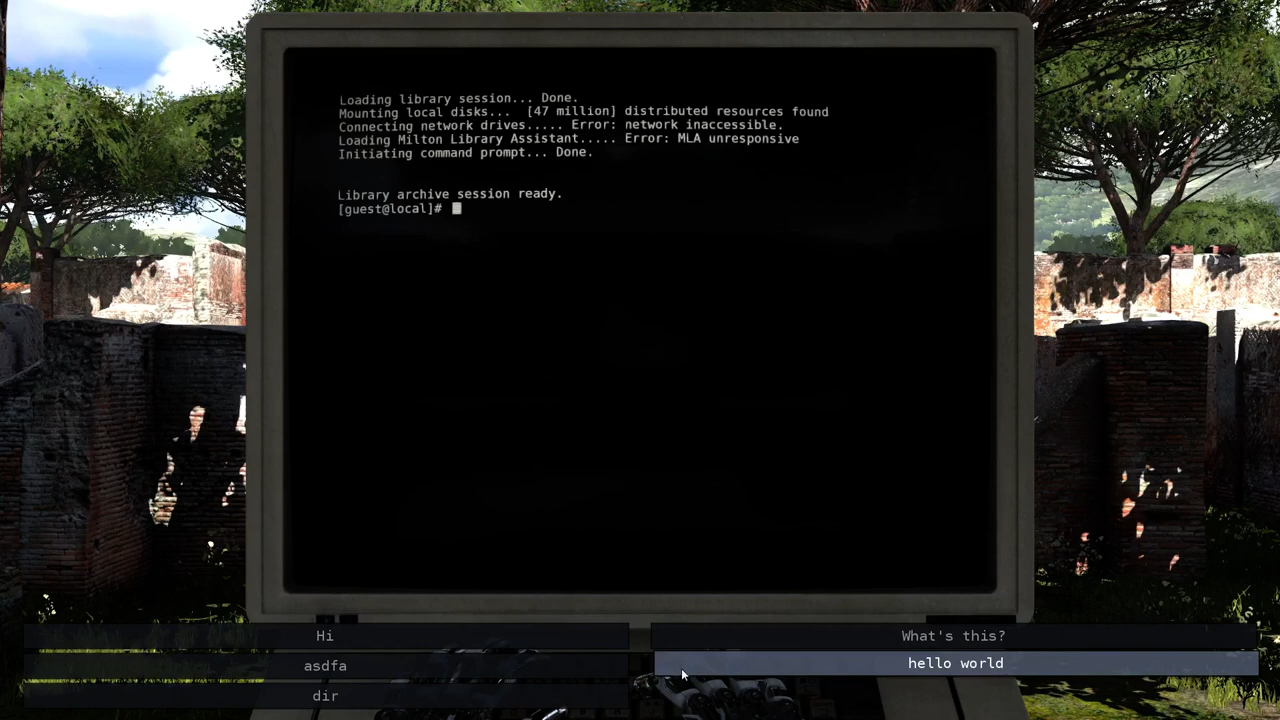 Loading library session... Done.
Mounting local disks...  [47 million] distributed resources found
Connecting network drives..... Error: network inaccessible.
Loading Milton Library Assistant..... Error: MLA unresponsive
Initiating command prompt... Done.
Library archive session ready.
[guest@local]#
Hi
What's this?
asdfa
hello world
dir